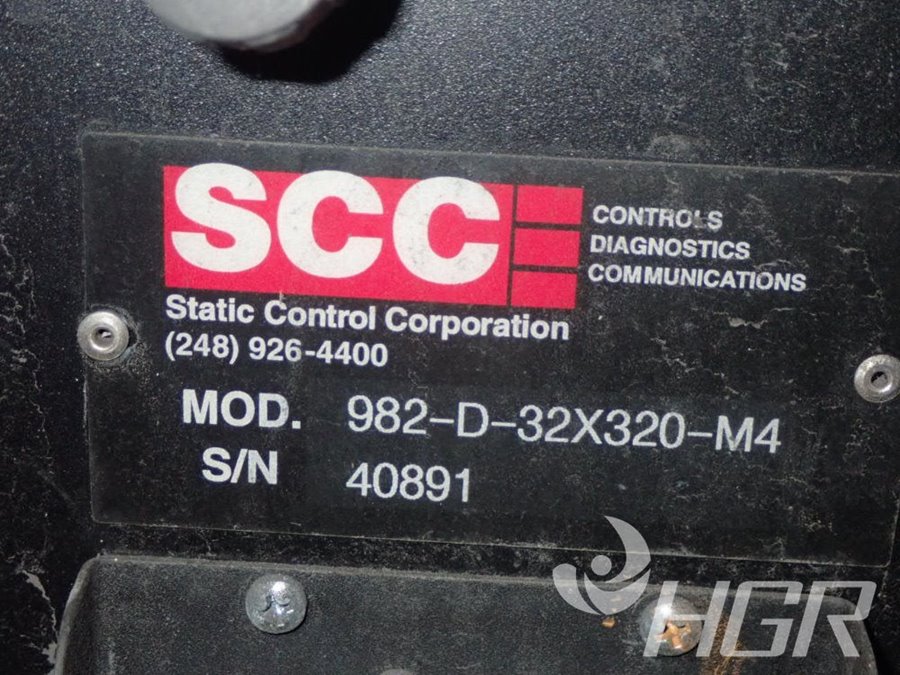 SCC
CONTROLS
DIAGNOSTICS
COMMUNICATIONS
Static Control Corporation
(248) 926-4400
MOD. 982-D-32X320-M4
S/N 40891
HGR